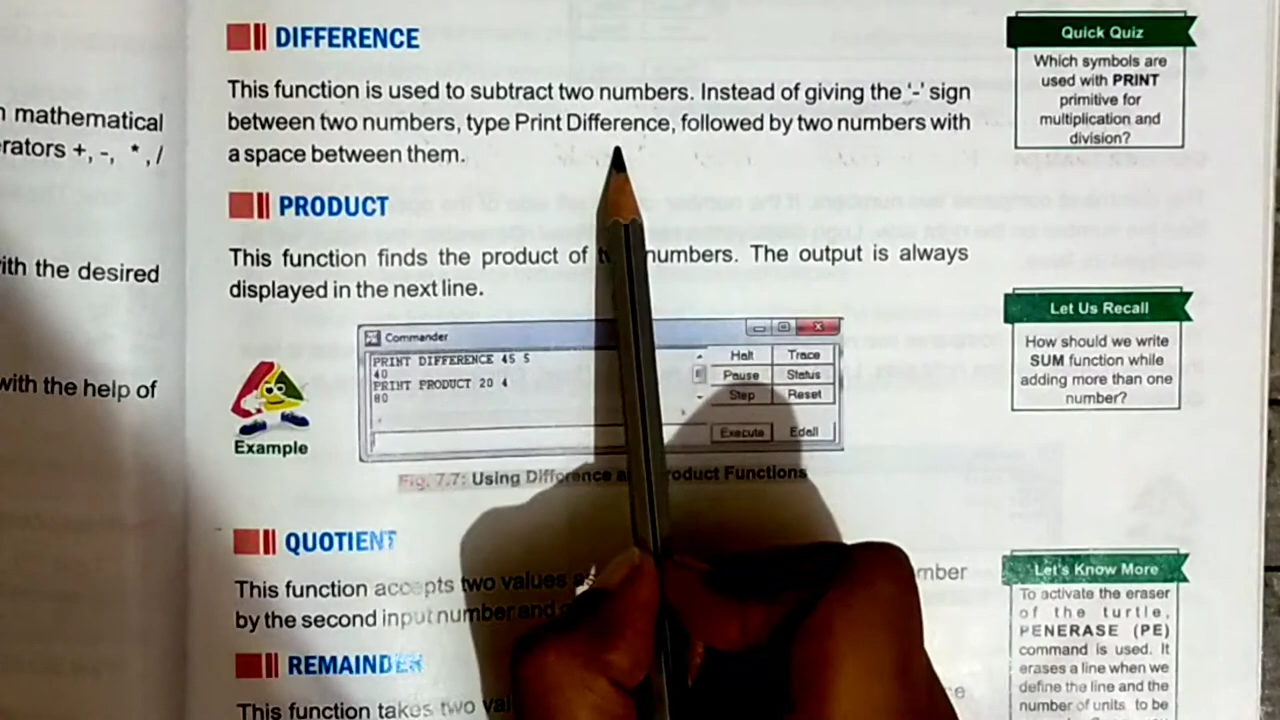 n mathematical
rators +, -, *, /
ith the desired
with the help of
DIFFERENCE
This function is used to subtract two numbers. Instead of giving the '-' sign
between two numbers, type Print Difference, followed by two numbers with
a space between them.
PRODUCT
This function finds the product of numbers. The output is always
displayed in the next line.
Example
Commander
PRINT DIFFERENCE 45 5
40
PRINT PRODUCT 20 4
80
Halt Trace
Pause Status
Step Reset
Execute Edall
Fig. 7.7: Using Difference a roduct Functions
QUOTIENT
This function accepts two values as mber
by the second input number and
REMAINDER
This function takes two val
Quick Quiz
Which symbols are
used with PRINT
primitive for
multiplication and
division?
Let Us Recall
How should we write
SUM function while
adding more than one
number?
Let's Know More
To activate the eraser
of the turtle,
PENERASE (PE)
command is used. It
erases a line when we
define the line and the
number of units to be